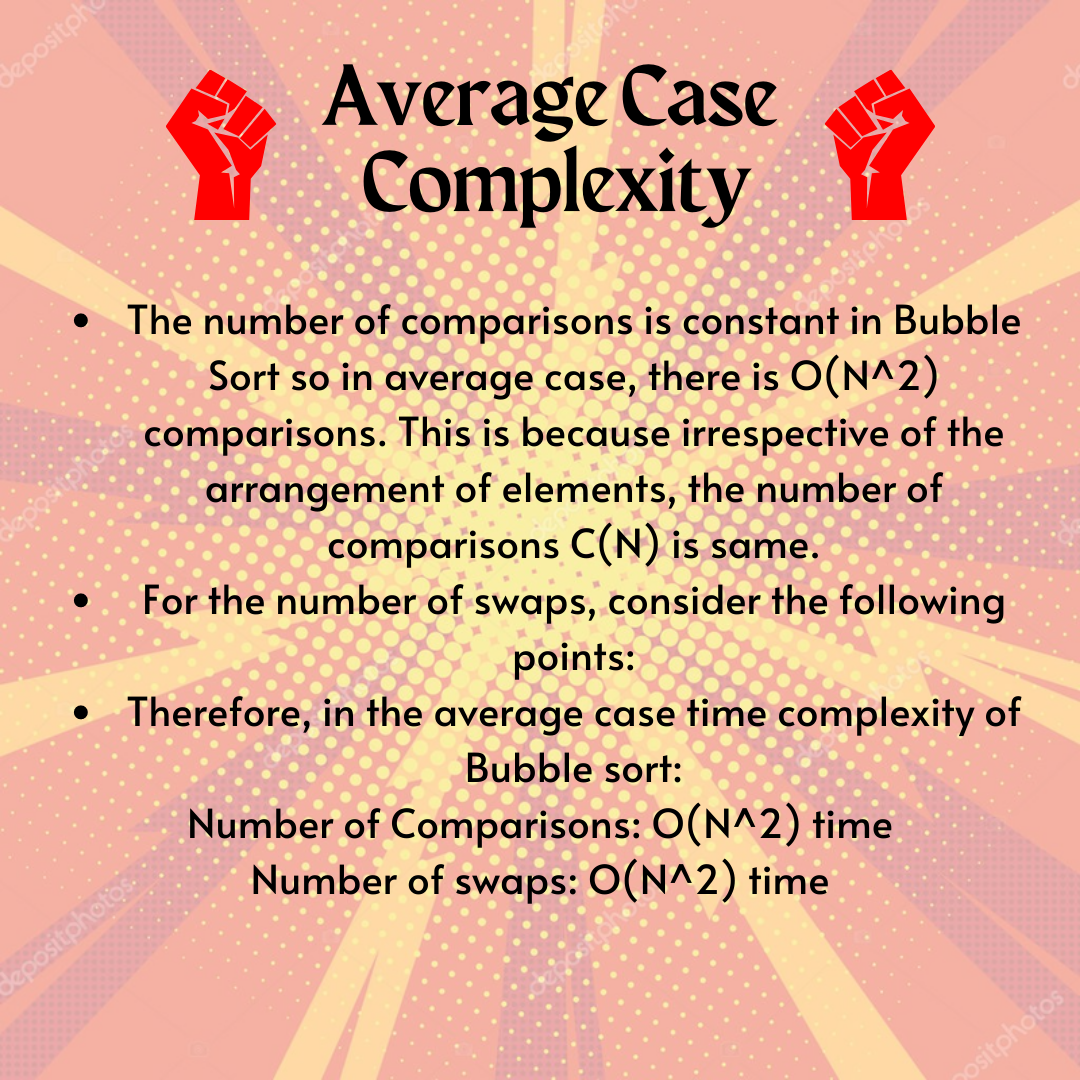 Average Case
Complexity
• The number of comparisons is constant in Bubble
Sort so in average case, there is O(N^2)
comparisons. This is because irrespective of the
arrangement of elements, the number of
comparisons C(N) is same.
• For the number of swaps, consider the following
points:
• Therefore, in the average case time complexity of
Bubble sort:
Number of Comparisons: O(N^2) time
Number of swaps: O(N^2) time
depositphotos